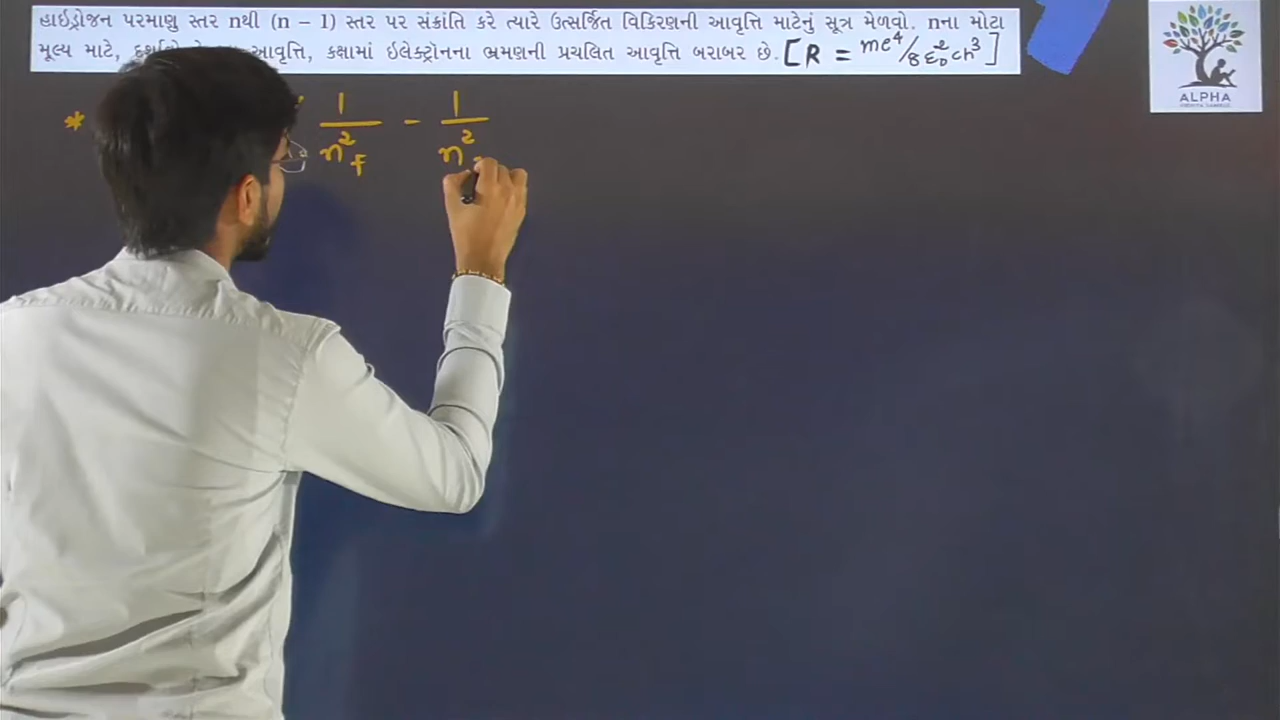 હાઇડ્રોજન પરમાણુ સ્તર nથી (n – 1) સ્તર પર સંક્રાંતિ કરે ત્યારે ઉત્સર્જિત વિકિરણની આવૃત્તિ માટેનું સૂત્ર મેળવો. nના મોટા
મૂલ્ય માટે, આવૃત્તિ, કક્ષામાં ઇલેક્ટ્રોનના ભ્રમણની પ્રચલિત આવૃત્તિ બરાબર છે. [R = me⁴/8ε₀²ch³]
* 1/n²f - 1/n²
ALPHA